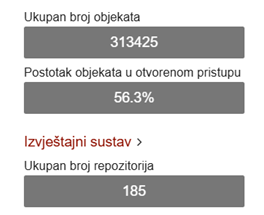 Ukupan broj objekata
313425
Postotak objekata u otvorenom pristupu
56.3%
Izvještajni sustav >
Ukupan broj repozitorija
185